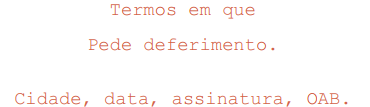 Termos em que
Pede deferimento.
Cidade, data, assinatura, OAB.